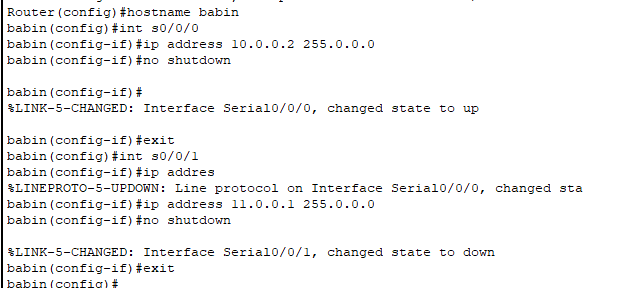 Router(config)#hostname babin
babin(config)#int s0/0/0
babin(config-if)#ip address 10.0.0.2 255.0.0.0
babin(config-if)#no shutdown
babin(config-if)#
%LINK-5-CHANGED: Interface Serial0/0/0, changed state to up
babin(config-if)#exit
babin(config)#int s0/0/1
babin(config-if)#ip addres
%LINEPROTO-5-UPDOWN: Line protocol on Interface Serial0/0/0, changed sta
babin(config-if)#ip address 11.0.0.1 255.0.0.0
babin(config-if)#no shutdown
%LINK-5-CHANGED: Interface Serial0/0/1, changed state to down
babin(config-if)#exit
babin(config)#